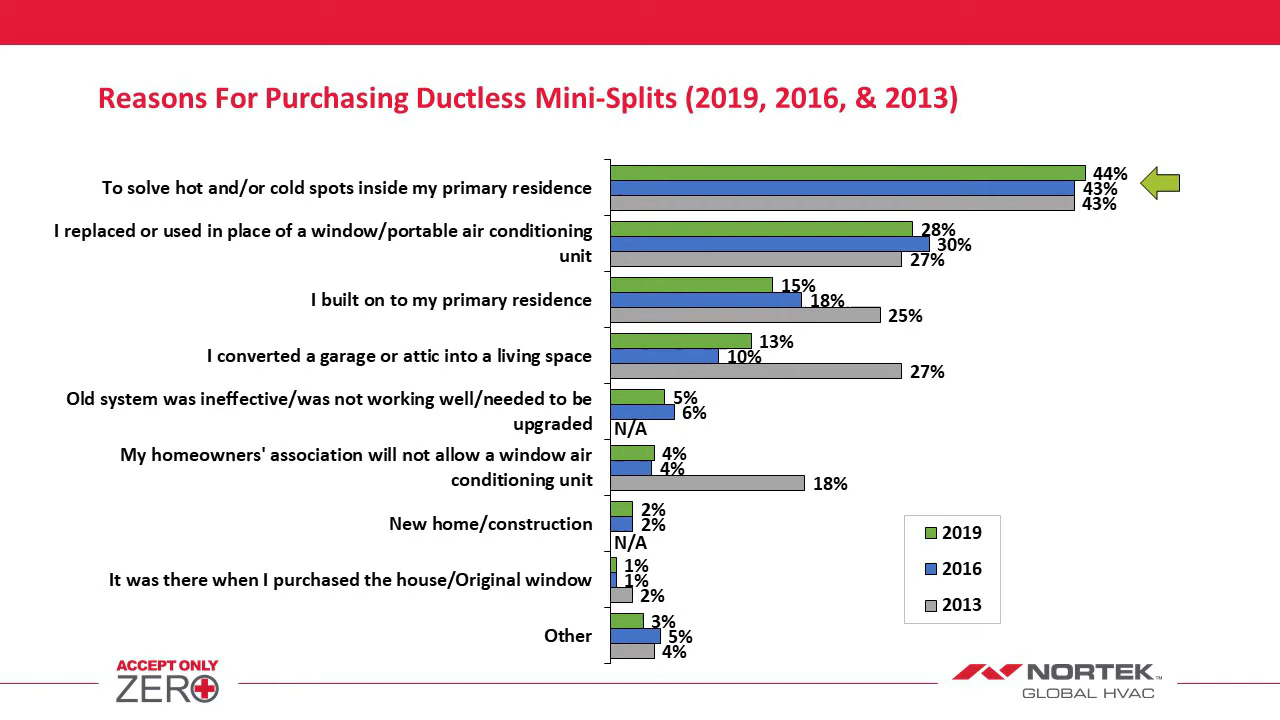 Reasons For Purchasing Ductless Mini-Splits (2019, 2016, & 2013)
To solve hot and/or cold spots inside my primary residence
44%
43%
43%
I replaced or used in place of a window/portable air conditioning
unit
28%
30%
27%
I built on to my primary residence
15%
18%
25%
I converted a garage or attic into a living space
13%
10%
27%
Old system was ineffective/was not working well/needed to be
upgraded
5%
6%
N/A
My homeowners' association will not allow a window air
conditioning unit
4%
4%
18%
New home/construction
2%
2%
N/A
It was there when I purchased the house/Original window
1%
1%
2%
Other
3%
5%
4%
2019
2016
2013
ACCEPT ONLY
ZERO
NORTEK™
GLOBAL HVAC